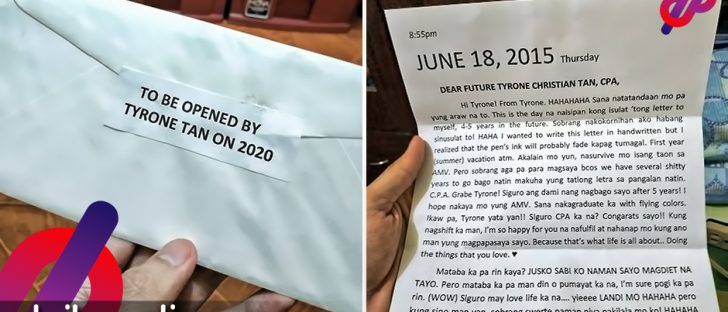 TO BE OPENED BY
TYRONE TAN ON 2020
8:55pm
JUNE 18, 2015 Thursday
DEAR FUTURE TYRONE CHRISTIAN TAN, CPA,
Hi Tyrone! From Tyrone. HAHAHAHA Sana natatandaan mo pa
yung araw na to. This is the day na naisipan kong isulat 'tong letter to
myself, 4-5 years in the future. Sobrang nakokornihan ako habang
sinusulat to! HAHA I wanted to write this letter in handwritten but I
realized that the pen's ink will probably fade kapag tumagal. First year
(summer) vacation atm. Akalain mo yun, nasurvive mo isang taon sa
AMV. Pero sobrang aga pa para magsaya bcos we have several shitty
years to go bago natin makuha yung tatlong letra sa pangalan natin.
C.P.A. Grabe Tyrone! Siguro ang dami nang nagbago sayo after 5 years! I
hope nakaya mo yung AMV. Sana nakagraduate ka with flying colors.
Ikaw pa, Tyrone yata yan!! Siguro CPA ka na? Congarats sayo!! Kung
nagshift ka man, I'm so happy for you na nafulfil at nahanap mo kung ano
man yung magpapasaya sayo. Because that's what life is all about.. Doing
the things that you love. ♥
Mataba ka pa rin kaya? JUSKO SABI KO NAMAN SAYO MAGDIET NA
TAYO. Pero mataba ka pa man din o pumayat ka na, I'm sure pogi ka pa
rin. (WOW) Siguro may love life ka na.... yieeee LANDI MO HAHAHA pero